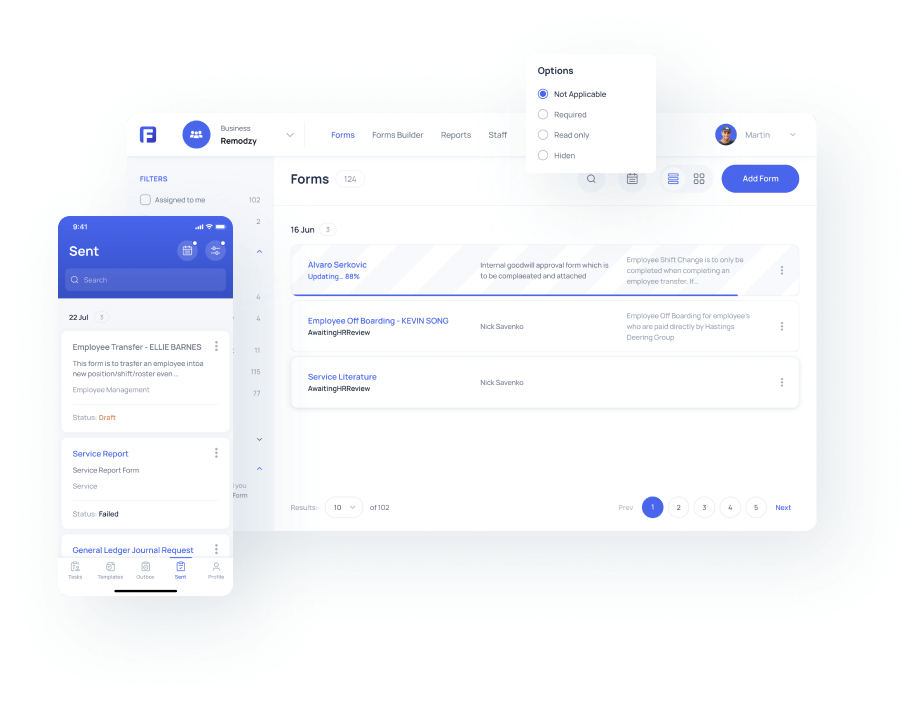 Options
Not Applicable
Required
Read only
Hiden
F
Business
Remodzy
Forms
Forms Builder
Reports
Staff
Martin
FILTERS
Assigned to me
102
2
4
4
11
115
77
you
Form
Forms
124
Add Form
16 Jun
3
Alvaro Serkovic
Updating.. 88%
Internal goodwill approval form which is
to be complaeated and attached
Employee Shift Change is to only be
completed when completing an
employee transfer. If...
Employee Off Boarding - KEVIN SONG
AwaitingHRReview
Nick Savenko
Employee Off Boarding for employee's
who are paid directly by Hastings
Deering Group
Service Literature
AwaitingHRReview
Nick Savenko
Results:
10
of 102
Prev
1
2
3
4
5
Next
9:41
Sent
Search
22 Jul
3
Employee Transfer - ELLIE BARNES
This form is to trasfer an employee intoa
new position/shift/roster even ...
Employee Management
Status: Draft
Service Report
Service Report Form
Service
Status: Failed
General Ledger Journal Request
Tasks
Templates
Outbox
Sent
Profile